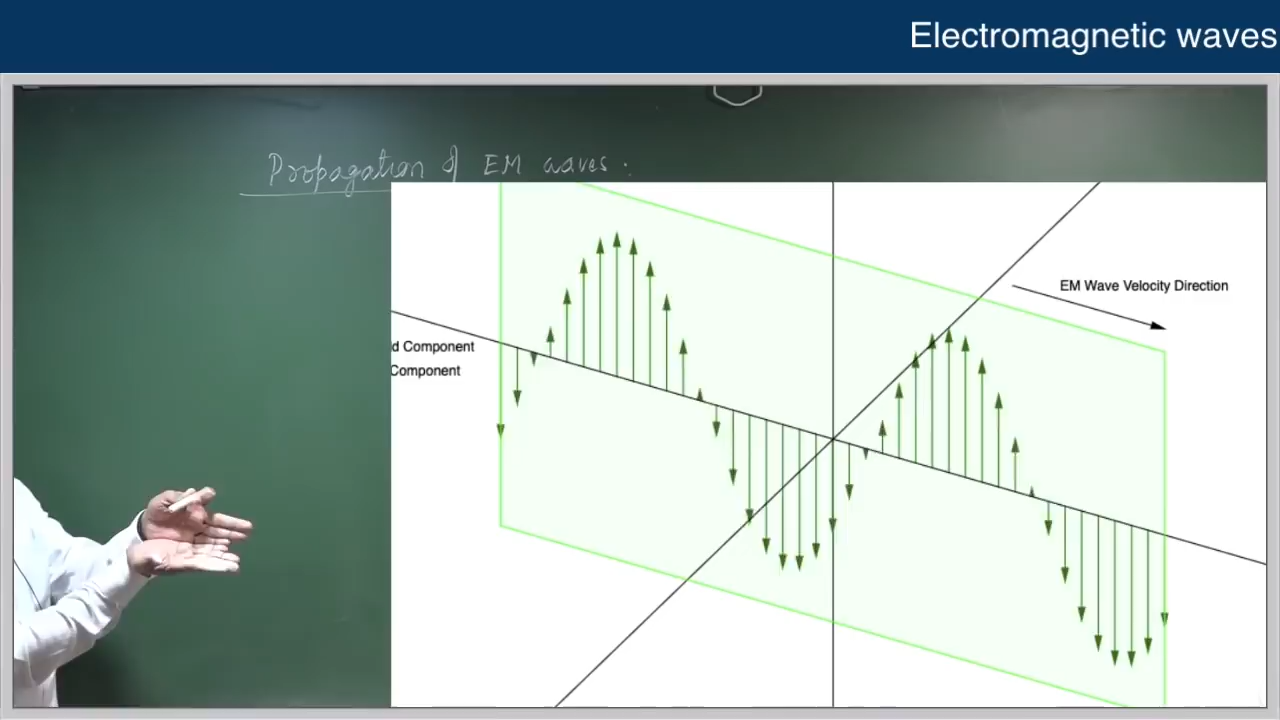 Electromagnetic waves
Propagation of EM waves :
EM Wave Velocity Direction
d Component
Component